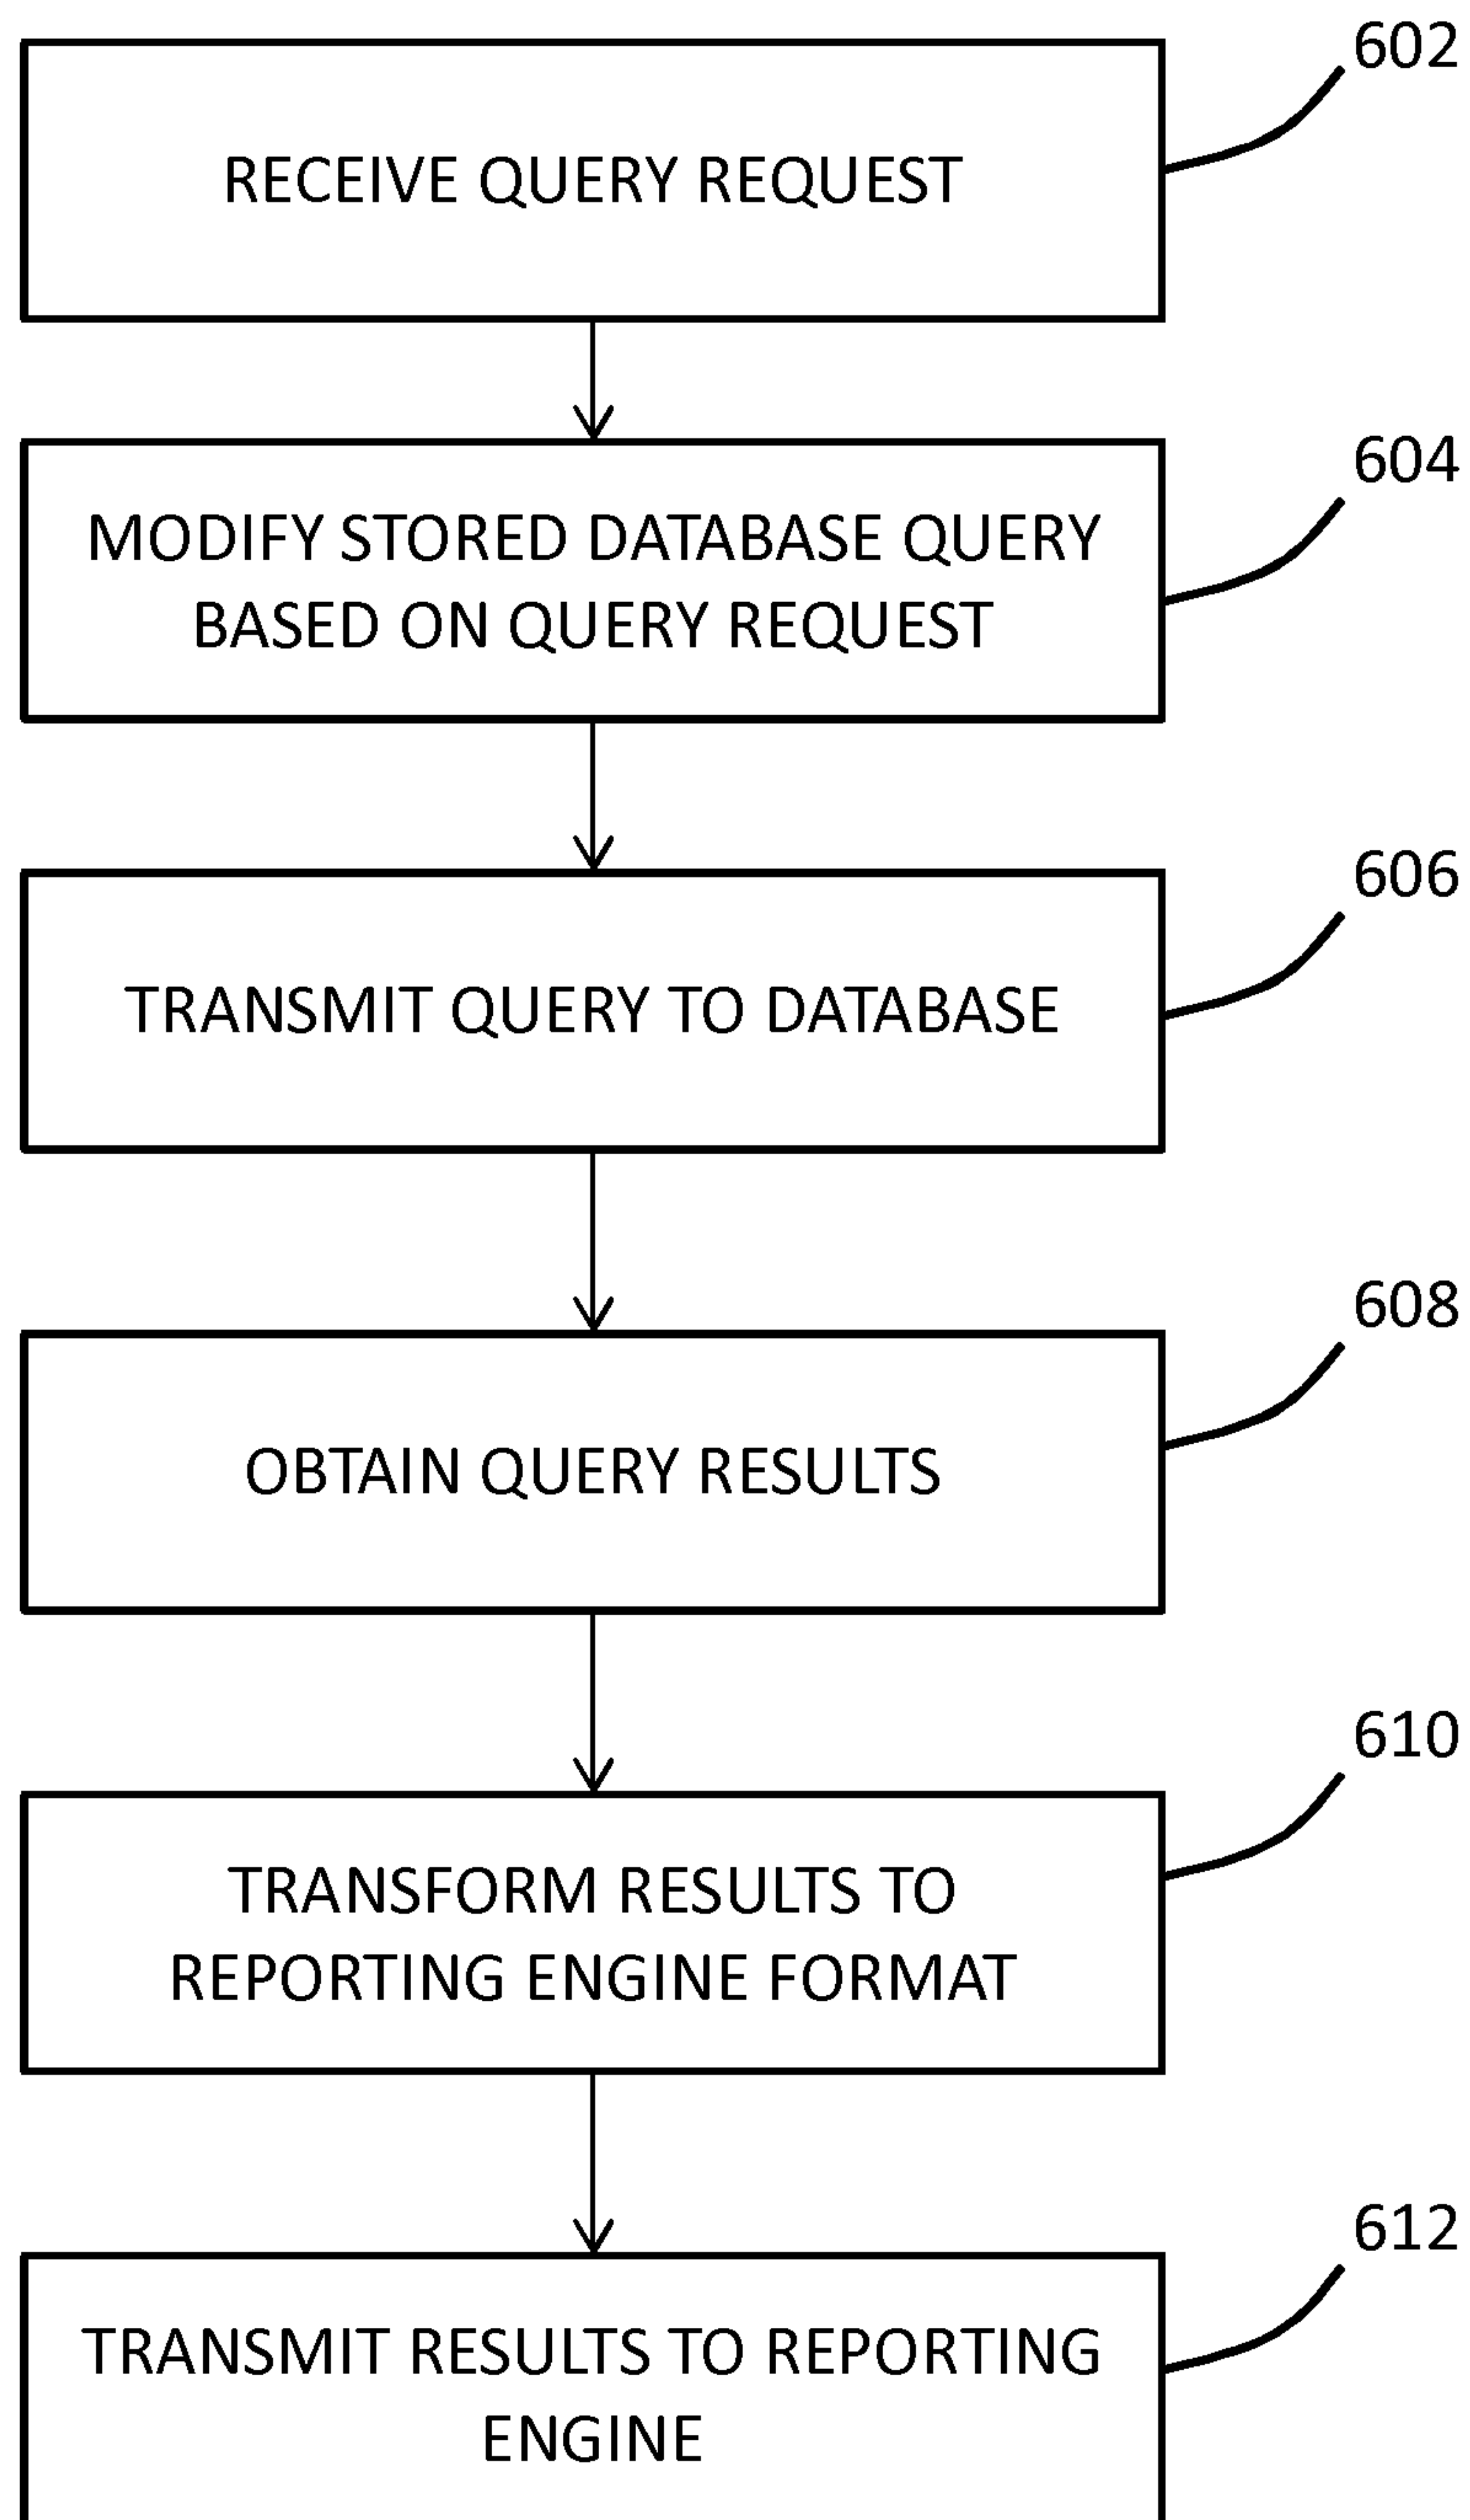 602
RECEIVE QUERY REQUEST
604
MODIFY STORED DATABASE QUERY
BASED ON QUERY REQUEST
606
TRANSMIT QUERY TO DATABASE
608
OBTAIN QUERY RESULTS
610
TRANSFORM RESULTS TO
REPORTING ENGINE FORMAT
612
TRANSMIT RESULTS TO REPORTING
ENGINE